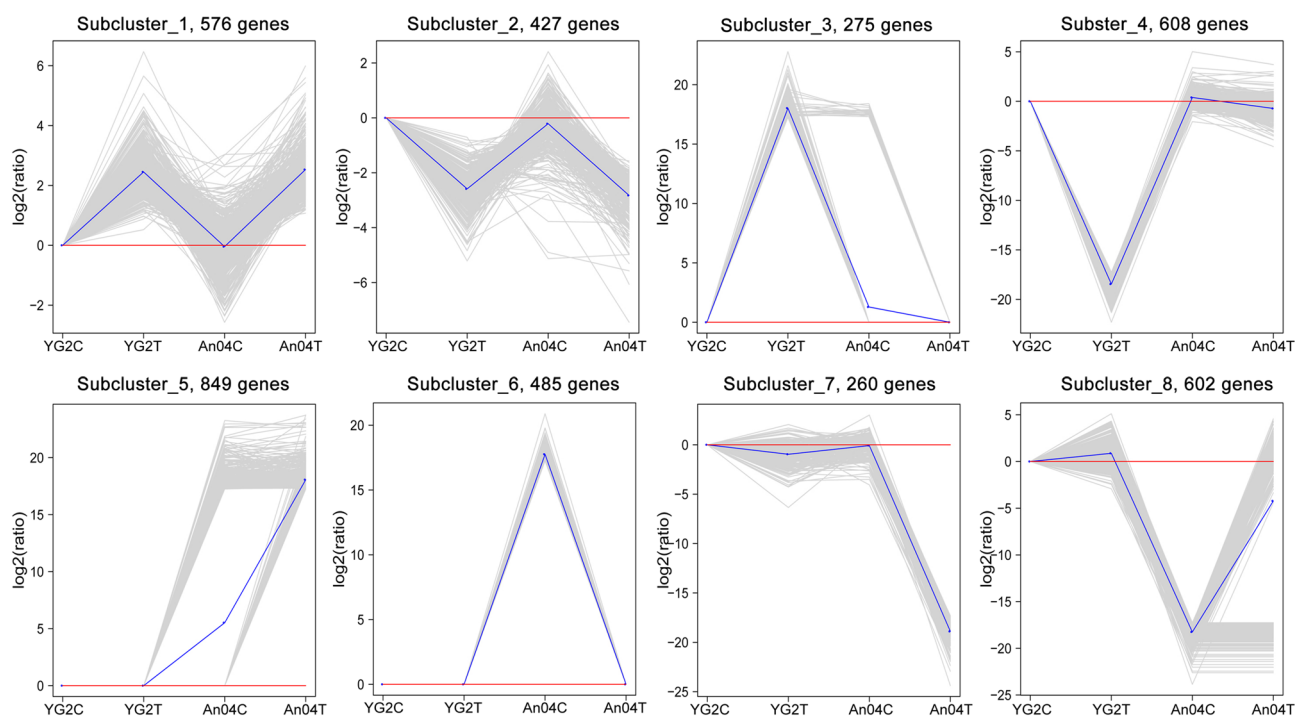 Subcluster_1, 576 genes
Subcluster_2, 427 genes
Subcluster_3, 275 genes
Subster_4, 608 genes
log2(ratio)
6
4
2
0
−2
YG2C YG2T An04C An04T
log2(ratio)
2
0
−2
−4
−6
YG2C YG2T An04C An04T
log2(ratio)
20
15
10
5
0
YG2C YG2T An04C An04T
log2(ratio)
5
0
−5
−10
−15
−20
YG2C YG2T An04C An04T
Subcluster_5, 849 genes
Subcluster_6, 485 genes
Subcluster_7, 260 genes
Subcluster_8, 602 genes
log2(ratio)
20
15
10
5
0
YG2C YG2T An04C An04T
log2(ratio)
20
15
10
5
0
YG2C YG2T An04C An04T
log2(ratio)
0
−5
−10
−15
−20
−25
YG2C YG2T An04C An04T
log2(ratio)
5
0
−5
−10
−15
−20
−25
YG2C YG2T An04C An04T